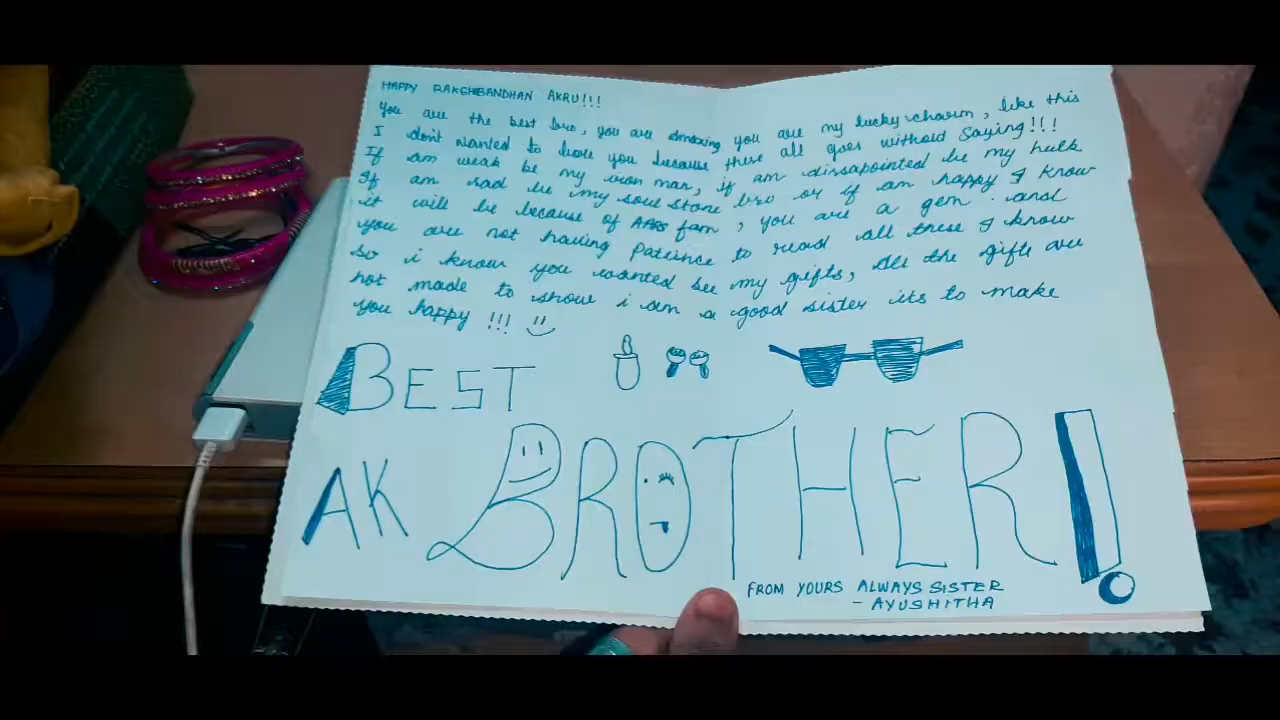 HAPPY RAKSHBANDHAN AKRU!!!
You are the best bro, you are amazing you are my lucky charm, like this
I don't wanted to leave you because these all goes without saying!!!
If am weak be my iron man, if am dissapointed be my hulk
If am sad be my soul stone bro or if am happy I know
it will be because of fam, you are a gem. and
you are not having Pateince to read all these I know
so i know you wanted see my gifts, All the gifts are
not made to show i am a good sister its to make
you happy !!!
BEST
AK BROTHER!
FROM YOURS ALWAYS SISTER
- AYUSHITHA